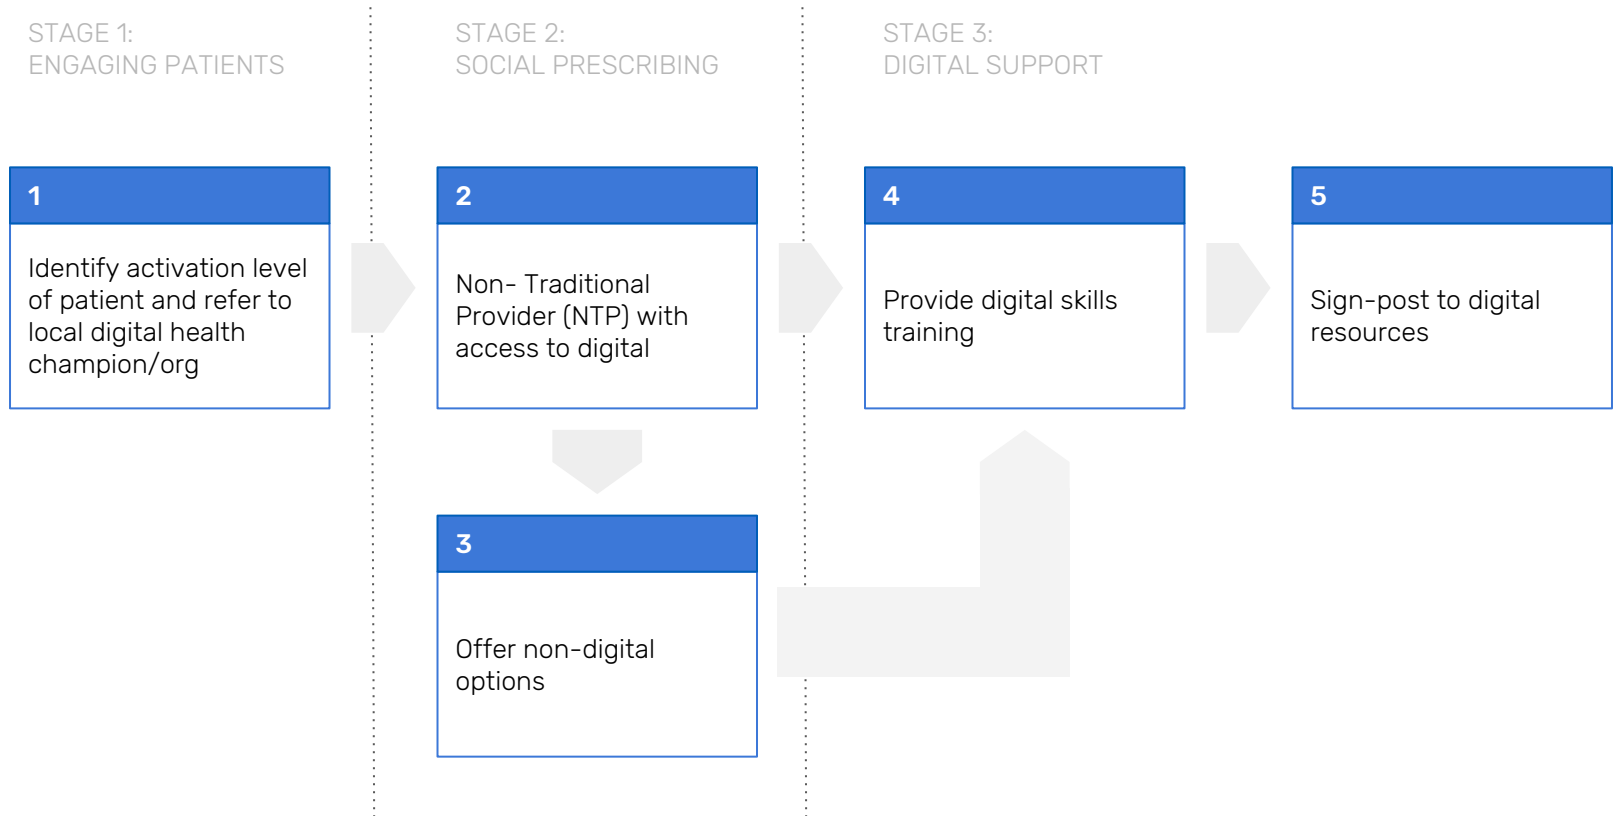 STAGE 1:
ENGAGING PATIENTS
STAGE 2:
SOCIAL PRESCRIBING
STAGE 3:
DIGITAL SUPPORT
1
Identify activation level
of patient and refer to
local digital health
champion/org
2
Non- Traditional
Provider (NTP) with
access to digital
4
Provide digital skills
training
5
Sign-post to digital
resources
3
Offer non-digital
options